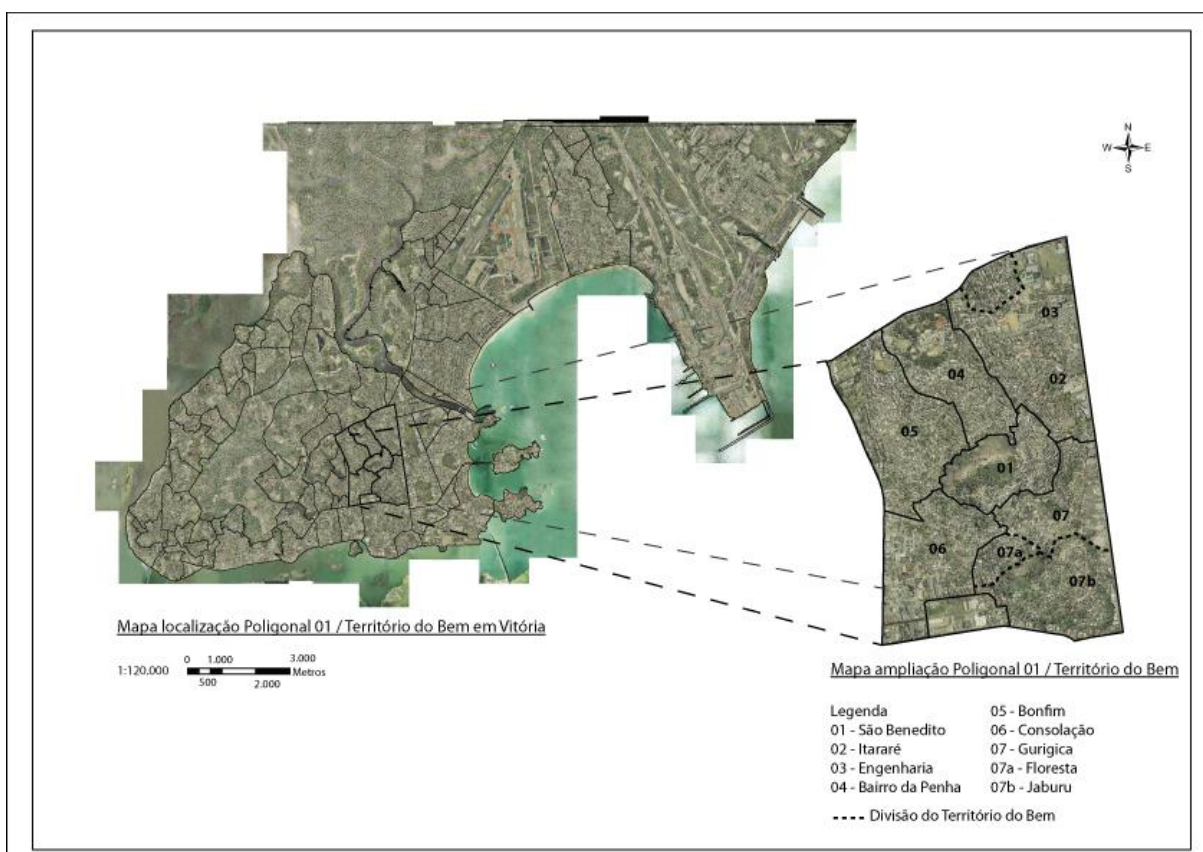 N
W E
S
03
04
02
05
01
07
06
07a
07b
Mapa localização Poligonal 01 / Território do Bem em Vitória
1:120.000
0 1.000 3.000
Metros
500 2.000
Mapa ampliação Poligonal 01 / Território do Bem
Legenda
01 - São Benedito
02 - Itararé
03 - Engenharia
04 - Bairro da Penha
05 - Bonfim
06 - Consolação
07 - Gurigica
07a - Floresta
07b - Jaburu
Divisão do Território do Bem